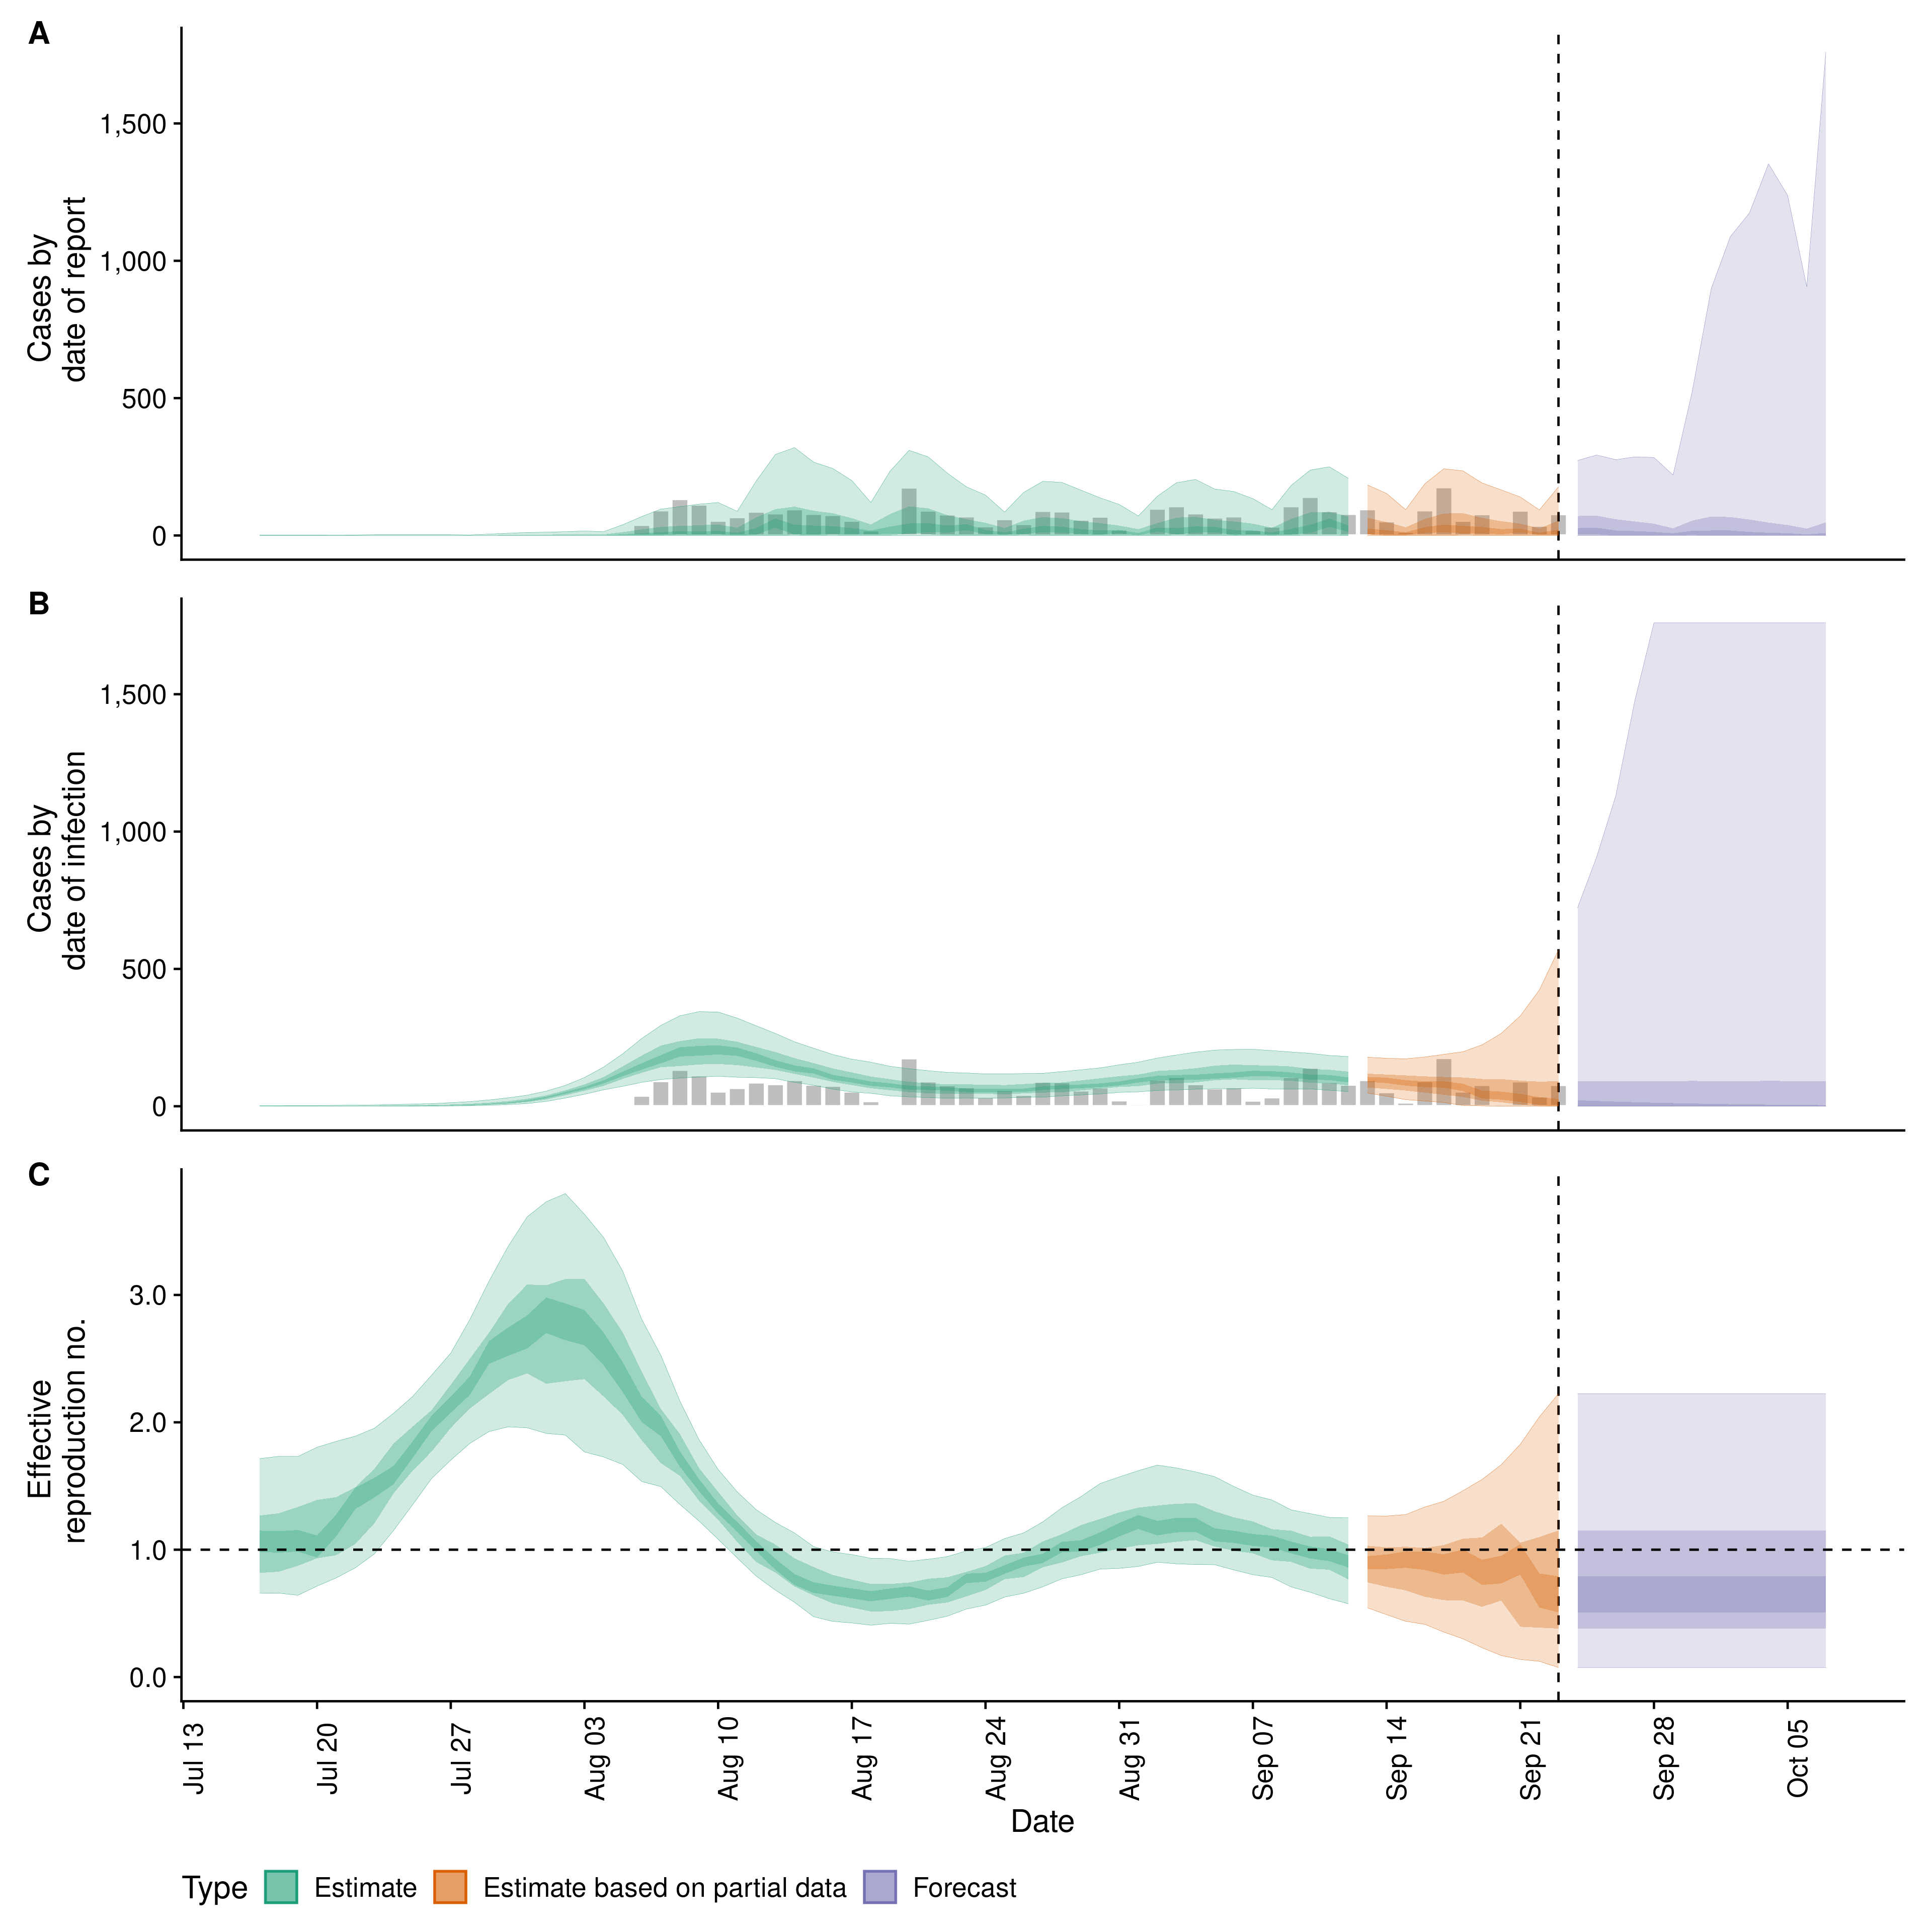 A
Cases by
date of report
1,500
1,000
500
0
B
Cases by
date of infection
1,500
1,000
500
0
C
Effective
reproduction no.
3.0
2.0
1.0
0.0
Jul 13
Jul 20
Jul 27
Aug 03
Aug 10
Aug 17
Aug 24
Aug 31
Sep 07
Sep 14
Sep 21
Sep 28
Oct 05
Date
Type Estimate Estimate based on partial data Forecast